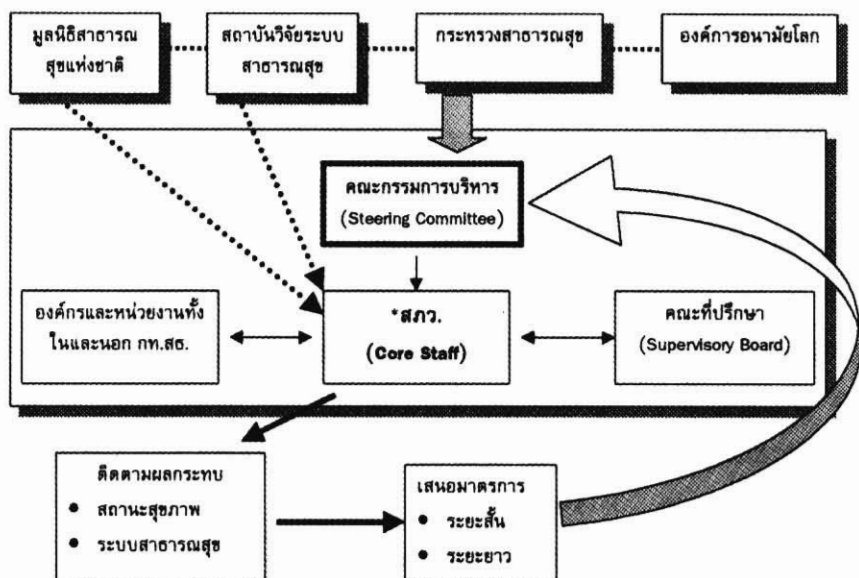 มูลนิธิสาธารณ
สุขแห่งชาติ
สถาบันวิจัยระบบ
สาธารณสุข
กระทรวงสาธารณสุข
องค์การอนามัยโลก
คณะกรรมการบริหาร
(Steering Committee)
องค์กรและหน่วยงานทั้ง
ในและนอก กท.สธ.
*สภว.
(Core Staff)
คณะที่ปรึกษา
(Supervisory Board)
ติดตามผลกระทบ
• สถานะสุขภาพ
• ระบบสาธารณสุข
เสนอมาตรการ
• ระยะสั้น
• ระยะยาว